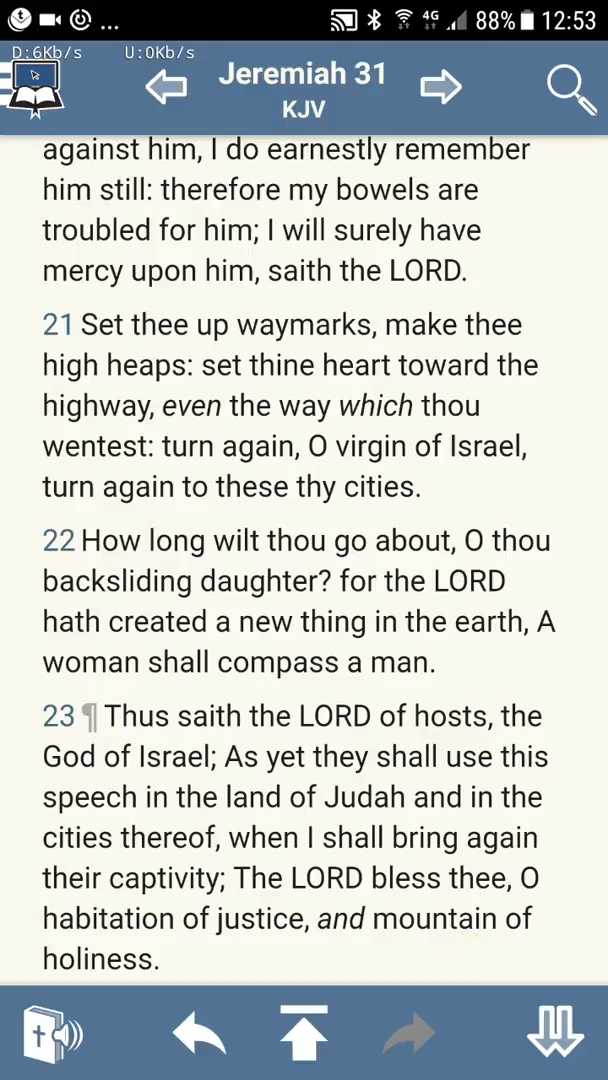 ... 4G 88% 12:53
D:6Kb/s U:0Kb/s
Jeremiah 31
KJV
against him, I do earnestly remember
him still: therefore my bowels are
troubled for him; I will surely have
mercy upon him, saith the LORD.
21 Set thee up waymarks, make thee
high heaps: set thine heart toward the
highway, even the way which thou
wentest: turn again, O virgin of Israel,
turn again to these thy cities.
22 How long wilt thou go about, O thou
backsliding daughter? for the LORD
hath created a new thing in the earth, A
woman shall compass a man.
23 ¶ Thus saith the LORD of hosts, the
God of Israel; As yet they shall use this
speech in the land of Judah and in the
cities thereof, when I shall bring again
their captivity; The LORD bless thee, O
habitation of justice, and mountain of
holiness.